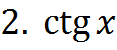 2. ctg x